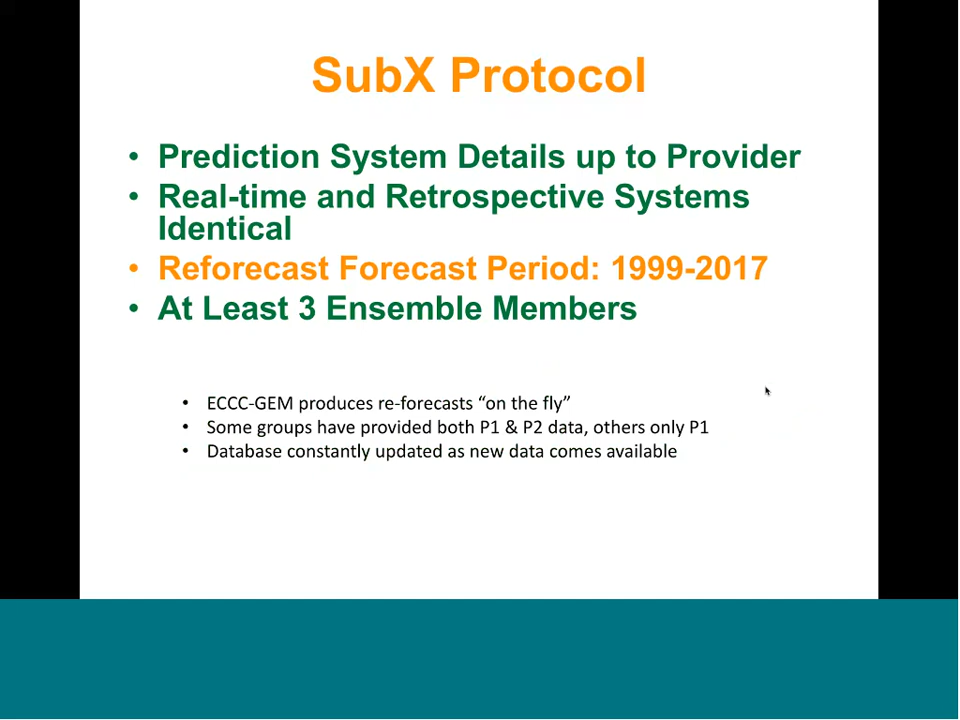 SubX Protocol
• Prediction System Details up to Provider
• Real-time and Retrospective Systems
Identical
• Reforecast Forecast Period: 1999-2017
• At Least 3 Ensemble Members
• ECCC-GEM produces re-forecasts “on the fly”
• Some groups have provided both P1 & P2 data, others only P1
• Database constantly updated as new data comes available